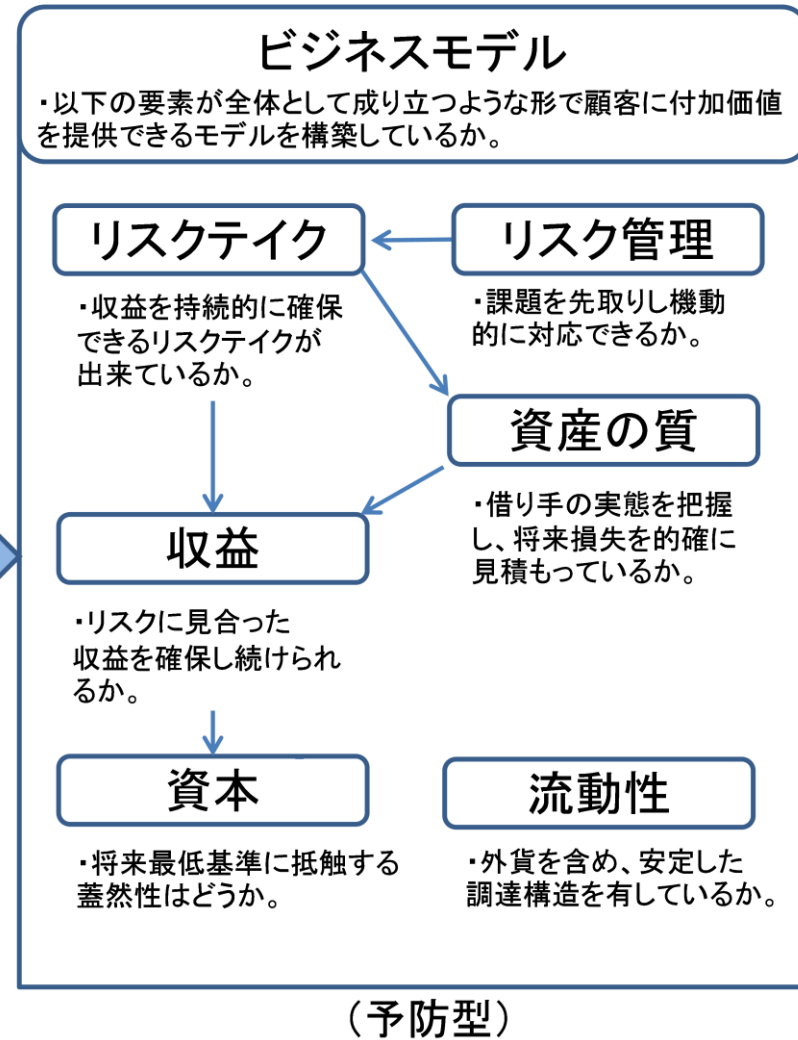 ビジネスモデル
・以下の要素が全体として成り立つような形で顧客に付加価値
を提供できるモデルを構築しているか。
リスクテイク
リスク管理
・収益を持続的に確保
できるリスクテイクが
出来ているか。
・課題を先取りし機動
的に対応できるか。
資産の質
・借り手の実態を把握
し、将来損失を的確に
見積もっているか。
収益
・リスクに見合った
収益を確保し続けられ
るか。
資本
流動性
・将来最低基準に抵触する
蓋然性はどうか。
・外貨を含め、安定した
調達構造を有しているか。
（予防型）